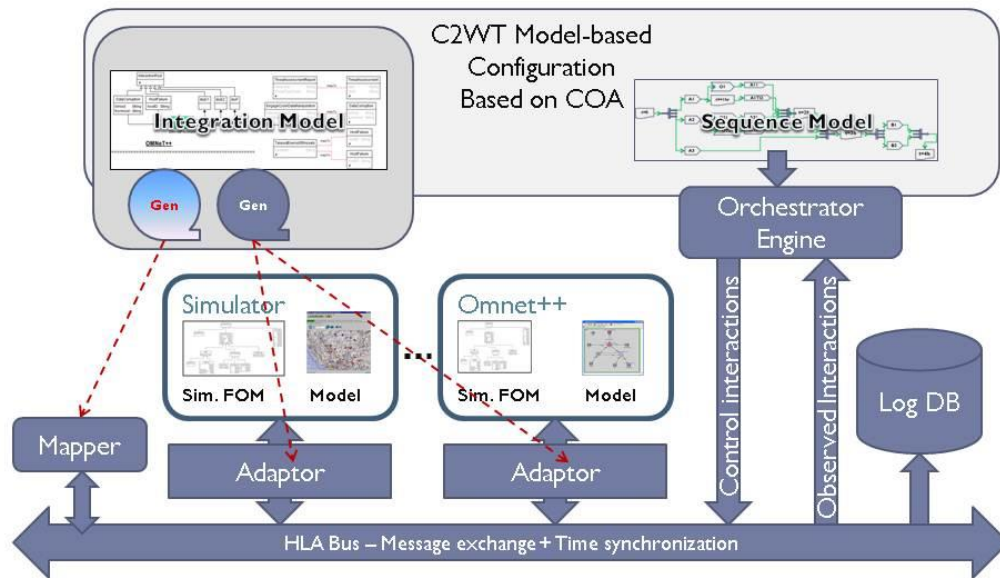 C2WT Model-based
Configuration
Based on COA
Integration Model
OMNeT++
Sequence Model
Gen
Gen
Orchestrator
Engine
Simulator
Omnet++
...
Sim. FOM
Model
Sim. FOM
Model
Control interactions
Observed Interactions
Log DB
Mapper
Adaptor
Adaptor
HLA Bus – Message exchange + Time synchronization